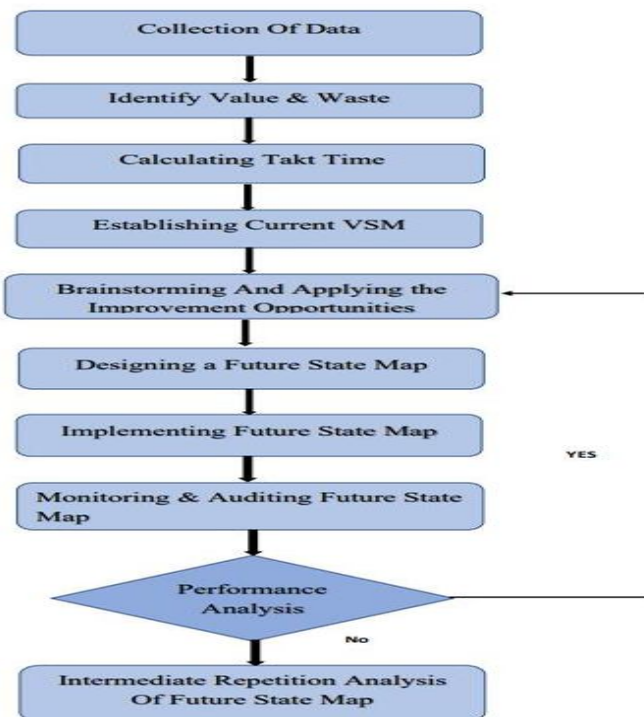 Collection Of Data
Identify Value & Waste
Calculating Takt Time
Establishing Current VSM
Brainstorming And Applying the
Improvement Opportunities
Designing a Future State Map
Implementing Future State Map
YES
Monitoring & Auditing Future State
Map
Performance
Analysis
No
Intermediate Repetition Analysis
Of Future State Map